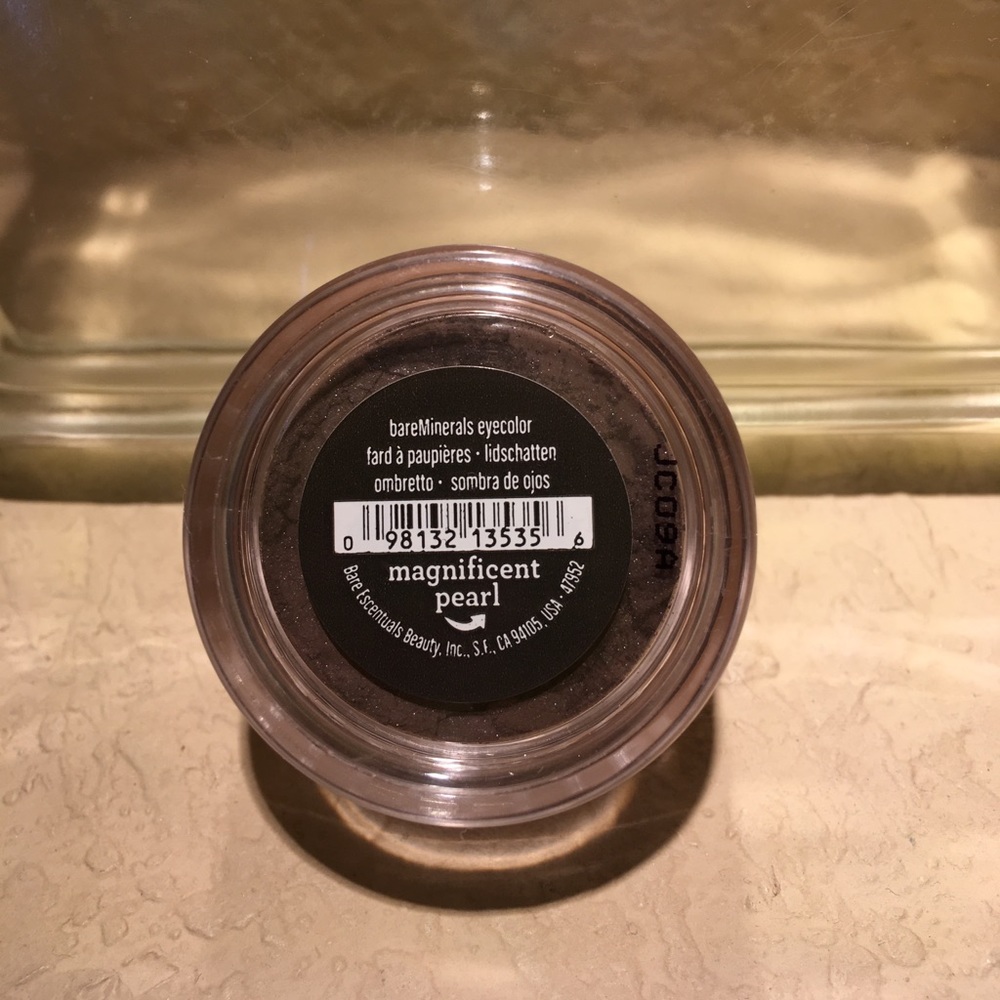 bareMinerals eyecolor
fard à paupières · lidschatten
ombretto · sombra de ojos
0 98132 13535 6
magnificent
pearl
Bare Escentuals Beauty, Inc., S.F., CA 94105, USA · 47952
JC09A